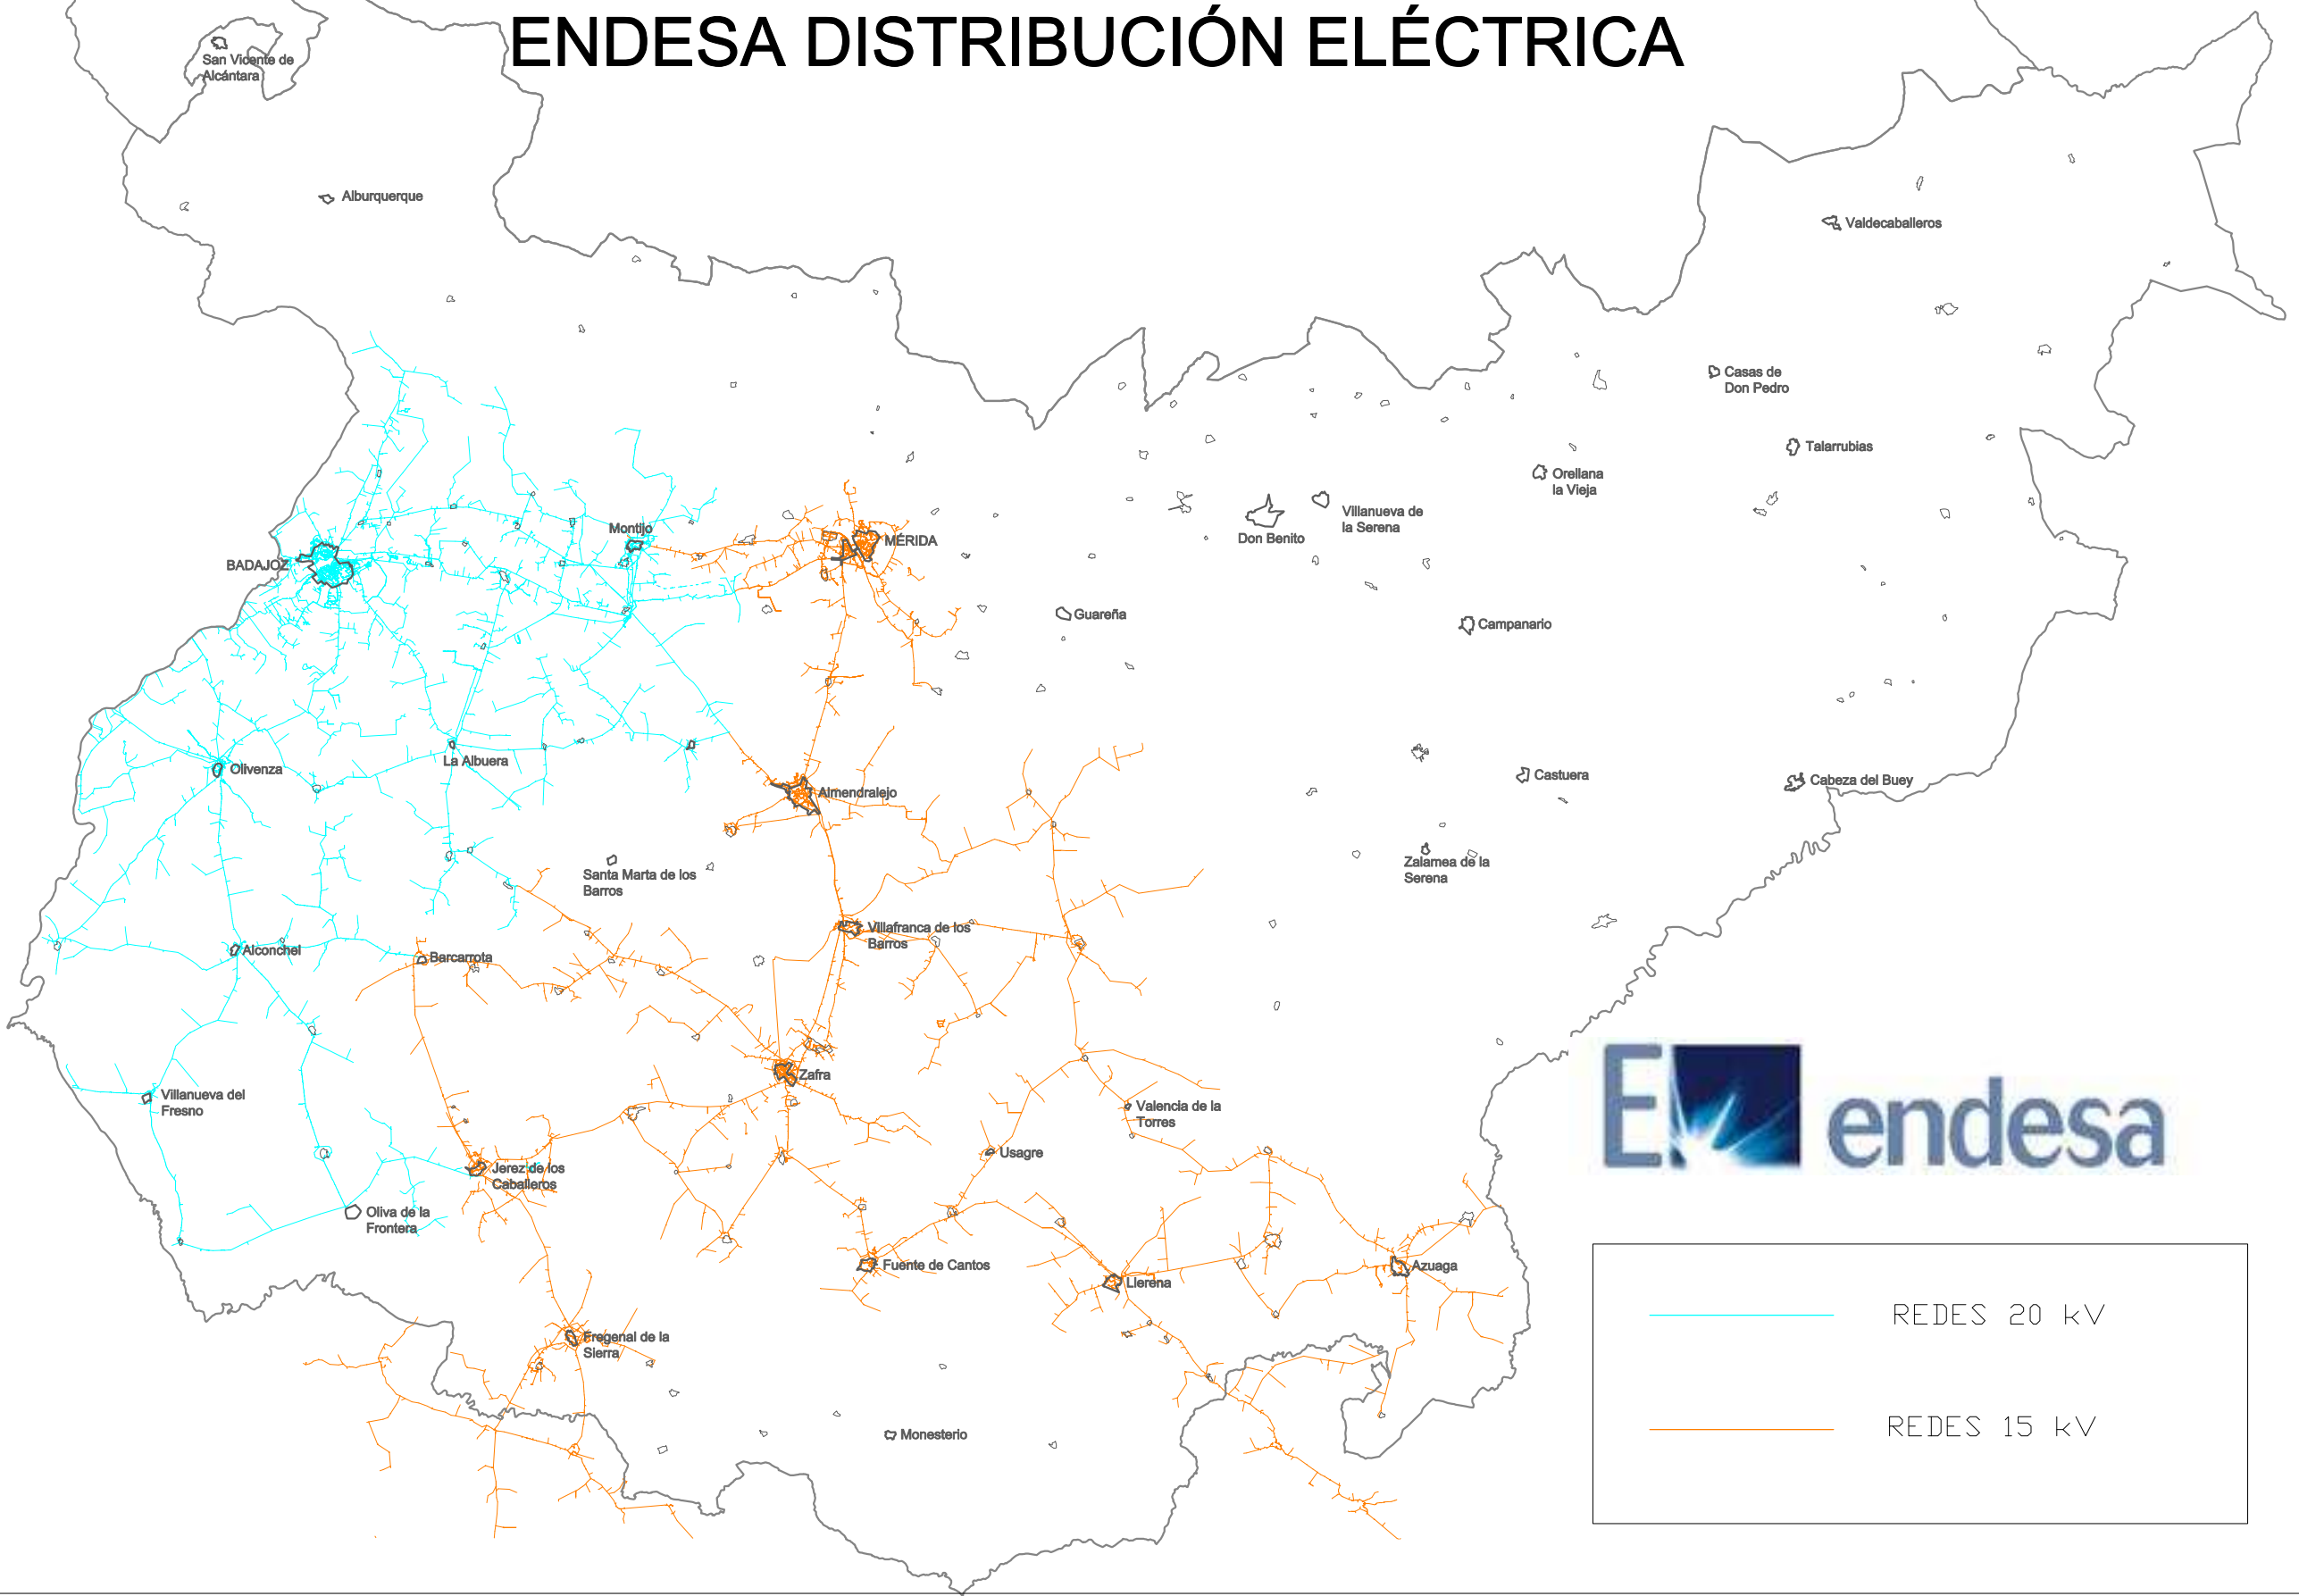 ENDESA DISTRIBUCIÓN ELÉCTRICA
San Vicente de
Alcántara
Alburquerque
Valdecaballeros
Casas de
Don Pedro
Talarrubias
Orellana
la Vieja
Villanueva de
la Serena
Don Benito
Montijo
MÉRIDA
BADAJOZ
Guareña
Campanario
La Albuera
Olivenza
Castuera
Cabeza del Buey
Almendralejo
Zalamea de la
Serena
Santa Marta de los
Barros
Villafranca de los
Barros
Alconchel
Barcarrota
Zafra
Villanueva del
Fresno
Valencia de la
Torres
Usagre
Jerez de los
Caballeros
Oliva de la
Frontera
Fuente de Cantos
Llerena
Azuaga
Fregenal de la
Sierra
Monesterio
E endesa
REDES 20 kV
REDES 15 kV